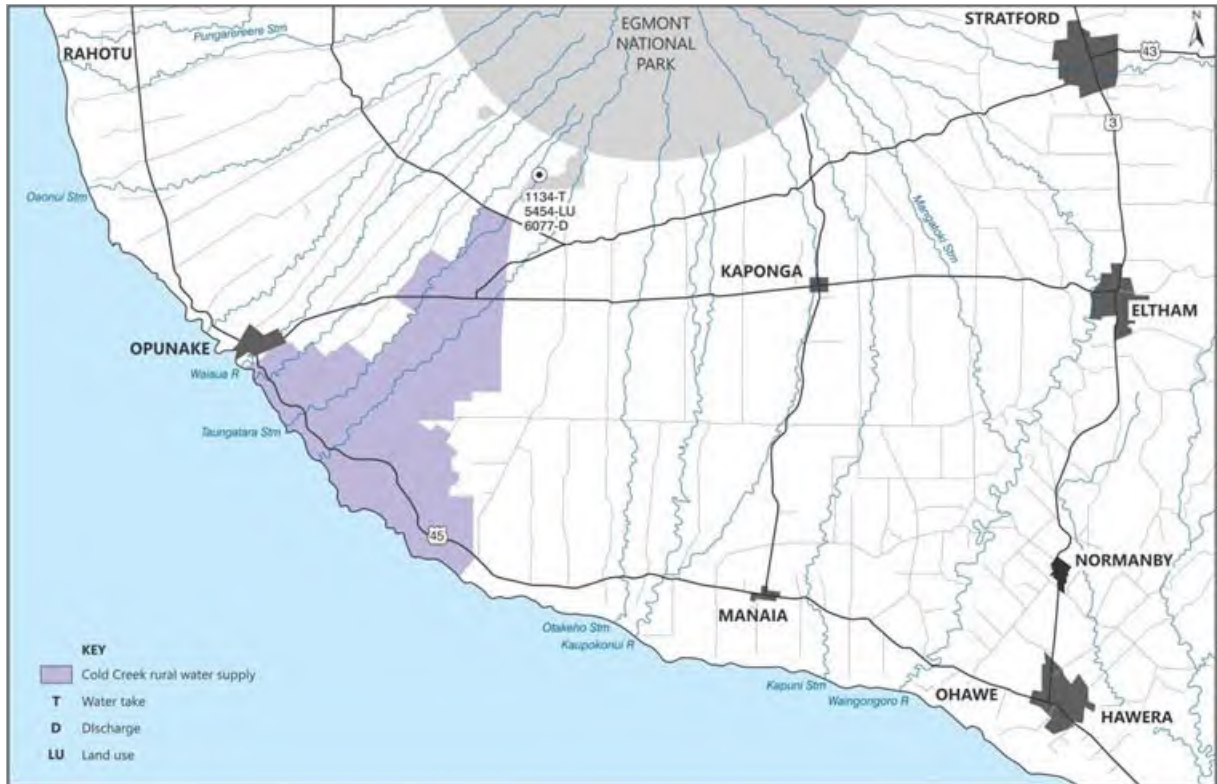 EGMONT
NATIONAL
PARK
STRATFORD
N
43
RAHOTU
Pungarereere Stm
3
Oaonui Stm
1134-T
5454-LU
6077-D
Mangatoki Stm
KAPONGA
ELTHAM
OPUNAKE
Waiaua R
Taungatara Stm
45
NORMANBY
MANAIA
Otakeho Stm
Kaupokonui R
Kapuni Stm
Waingongoro R
OHAWE
HAWERA
KEY
Cold Creek rural water supply
T Water take
D Discharge
LU Land use